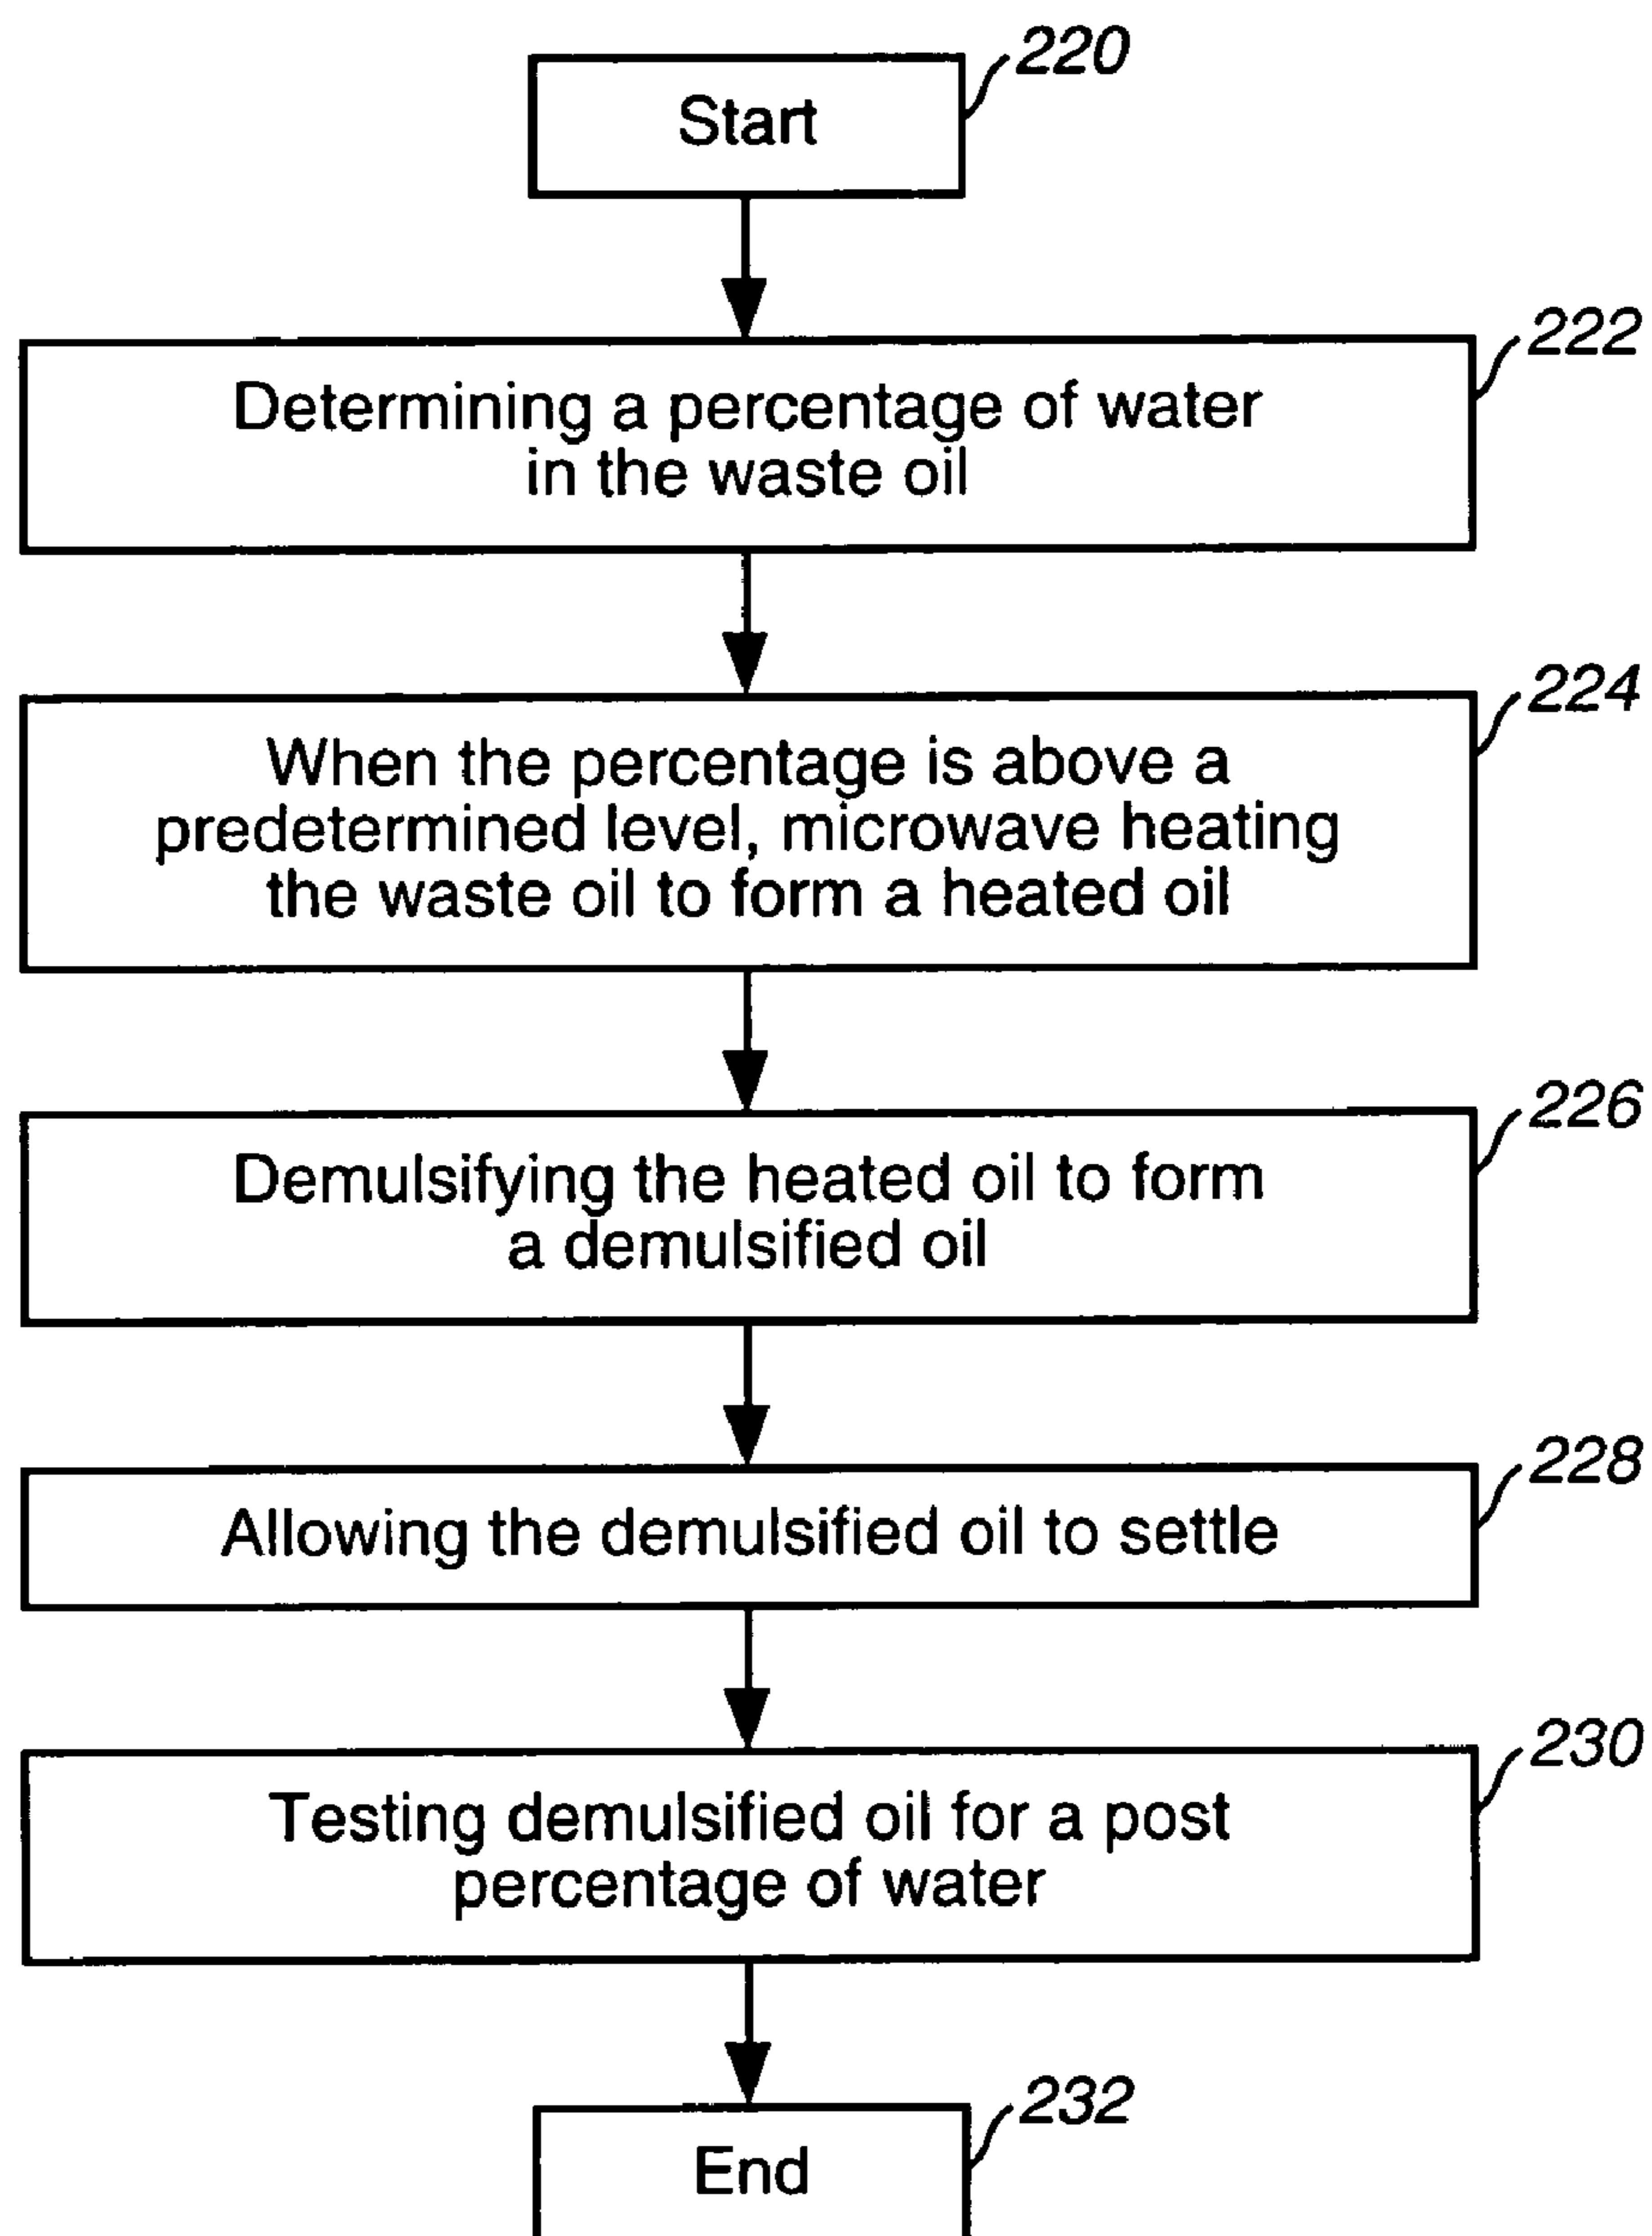 220
Start
222
Determining a percentage of water
in the waste oil
224
When the percentage is above a
predetermined level, microwave heating
the waste oil to form a heated oil
226
Demulsifying the heated oil to form
a demulsified oil
228
Allowing the demulsified oil to settle
230
Testing demulsified oil for a post
percentage of water
232
End